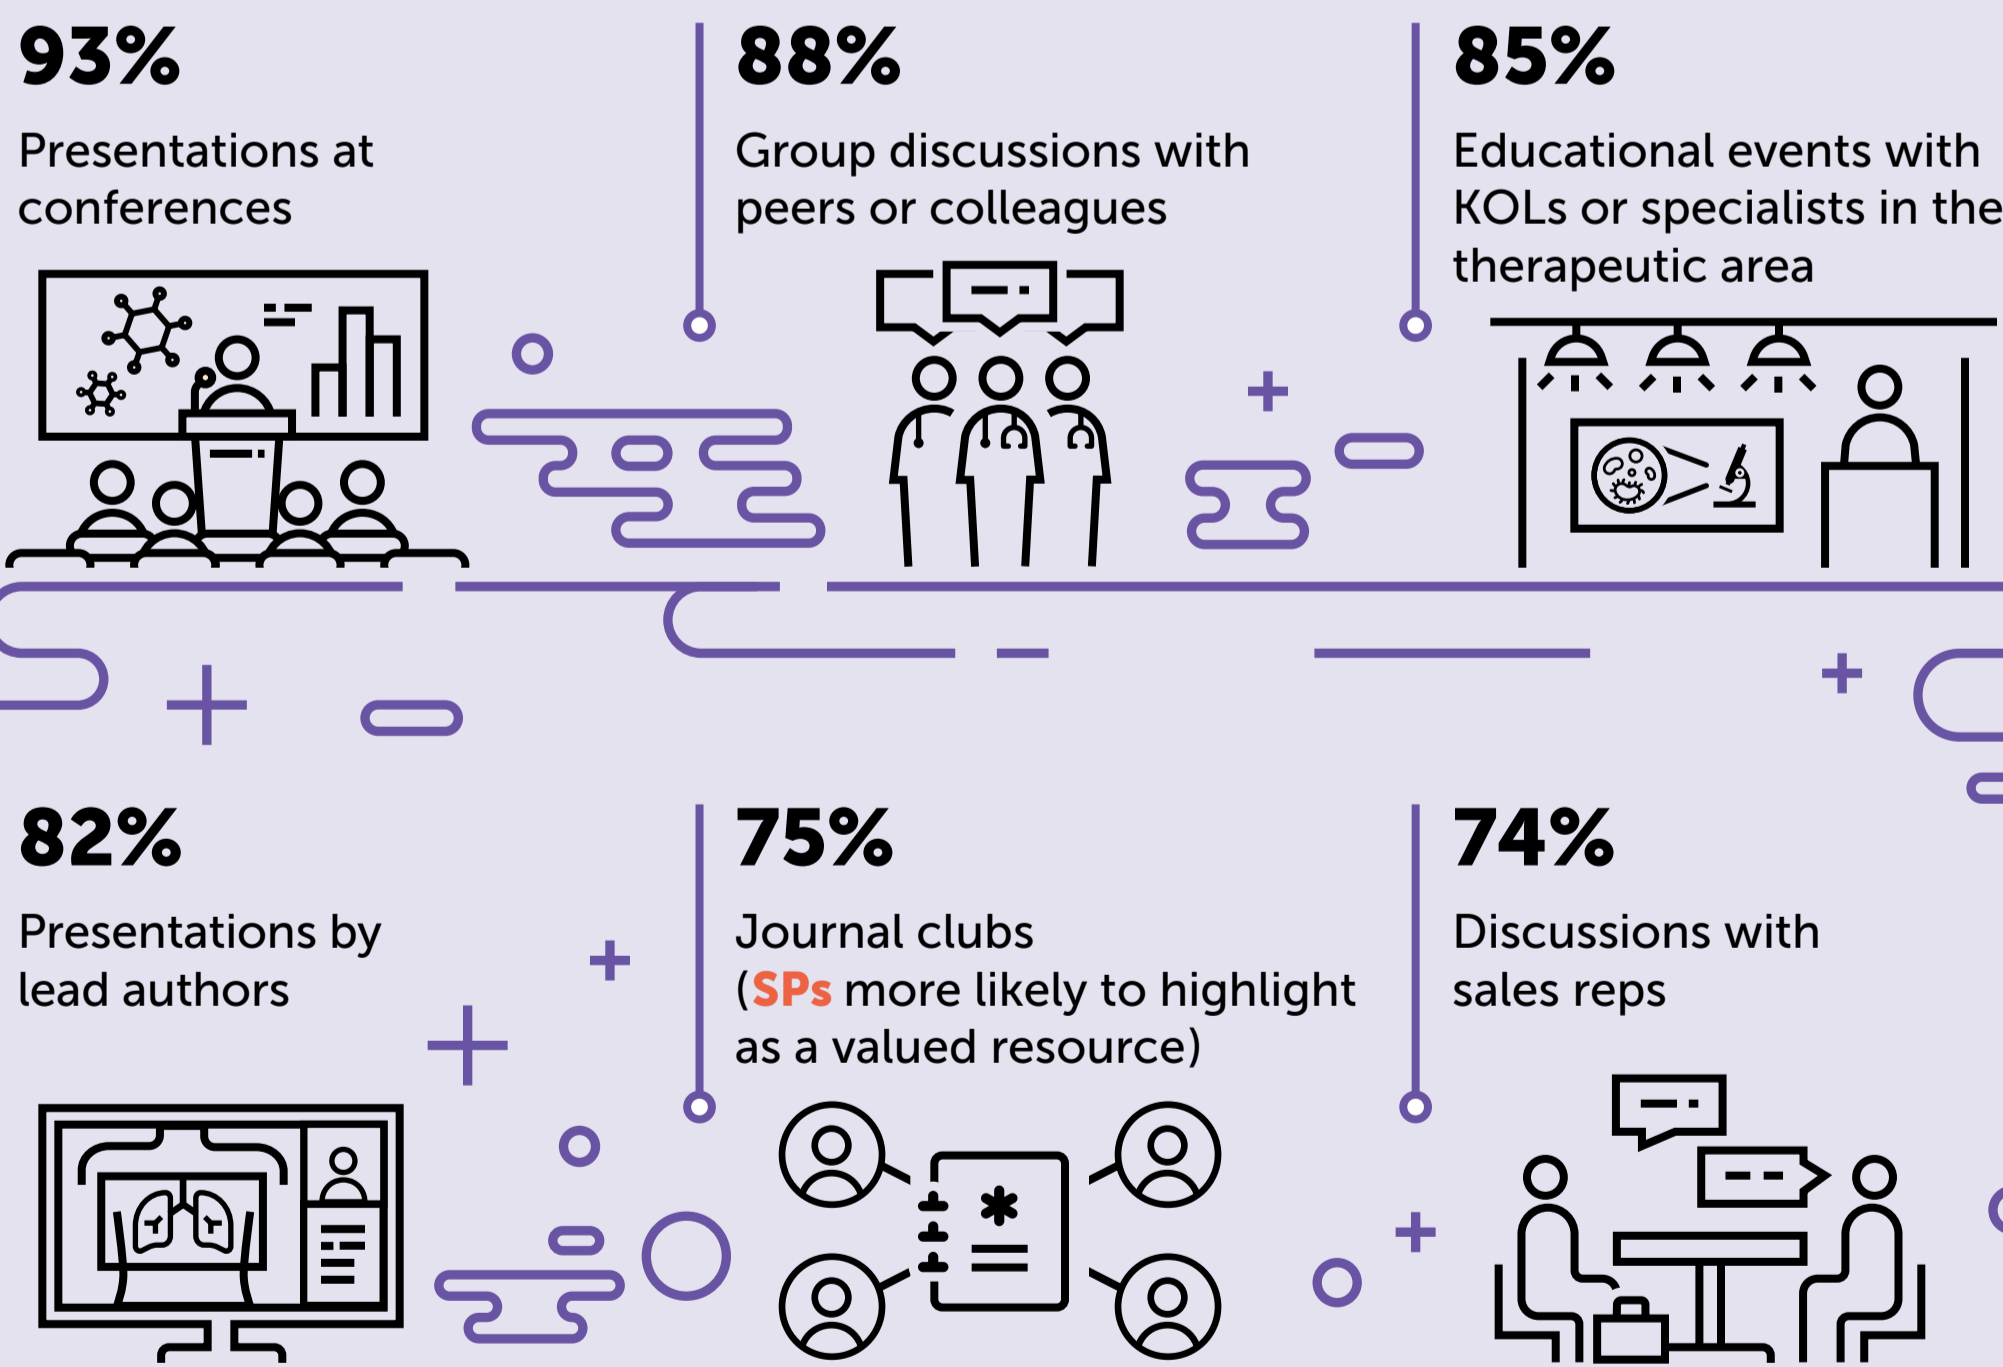 93%
Presentations at
conferences
88%
Group discussions with
peers or colleagues
85%
Educational events with
KOLs or specialists in the
therapeutic area
82%
Presentations by
lead authors
75%
Journal clubs
(SPs more likely to highlight
as a valued resource)
74%
Discussions with
sales reps